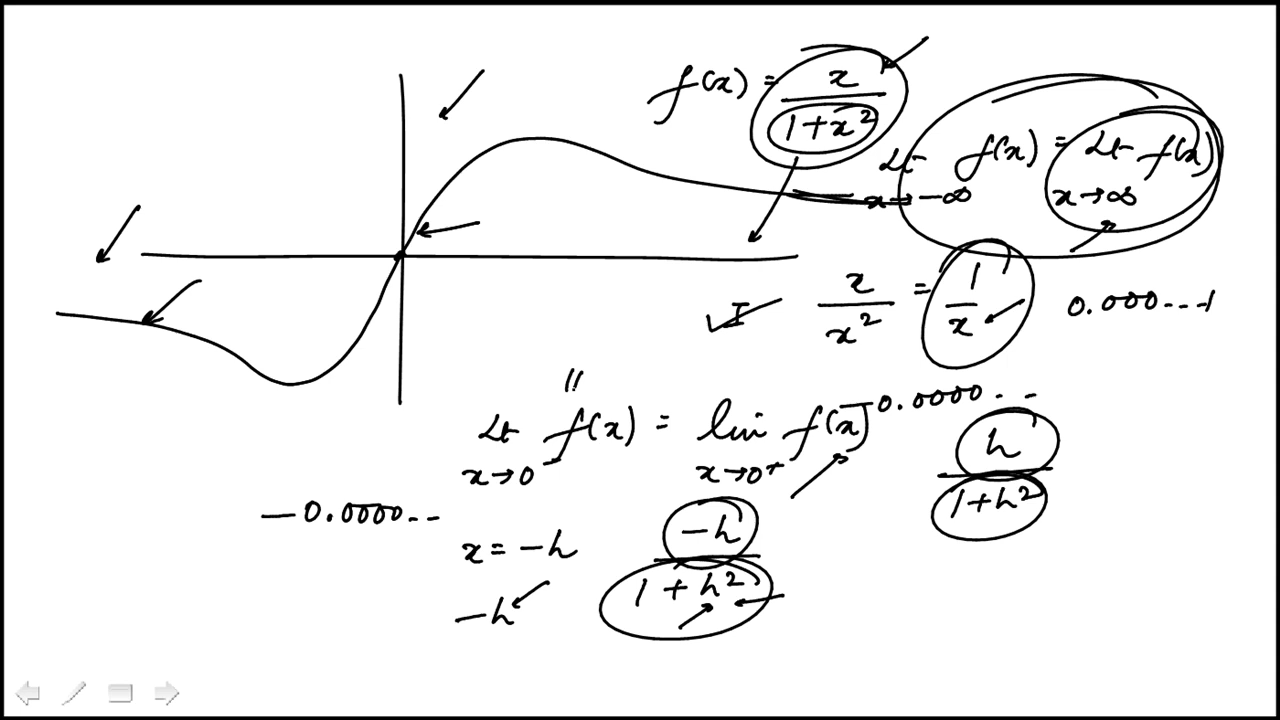 f(x) = x / 1+x²
Lt x→-∞ f(x) = Lt x→∞ f(x)
x / x² = 1 / x
0.000...1
Lt x→0⁻ f(x) = lim x→0⁺ f(x)
0.0000..
h / 1+h²
-0.0000..
x = -h
-h / 1+h²
-h